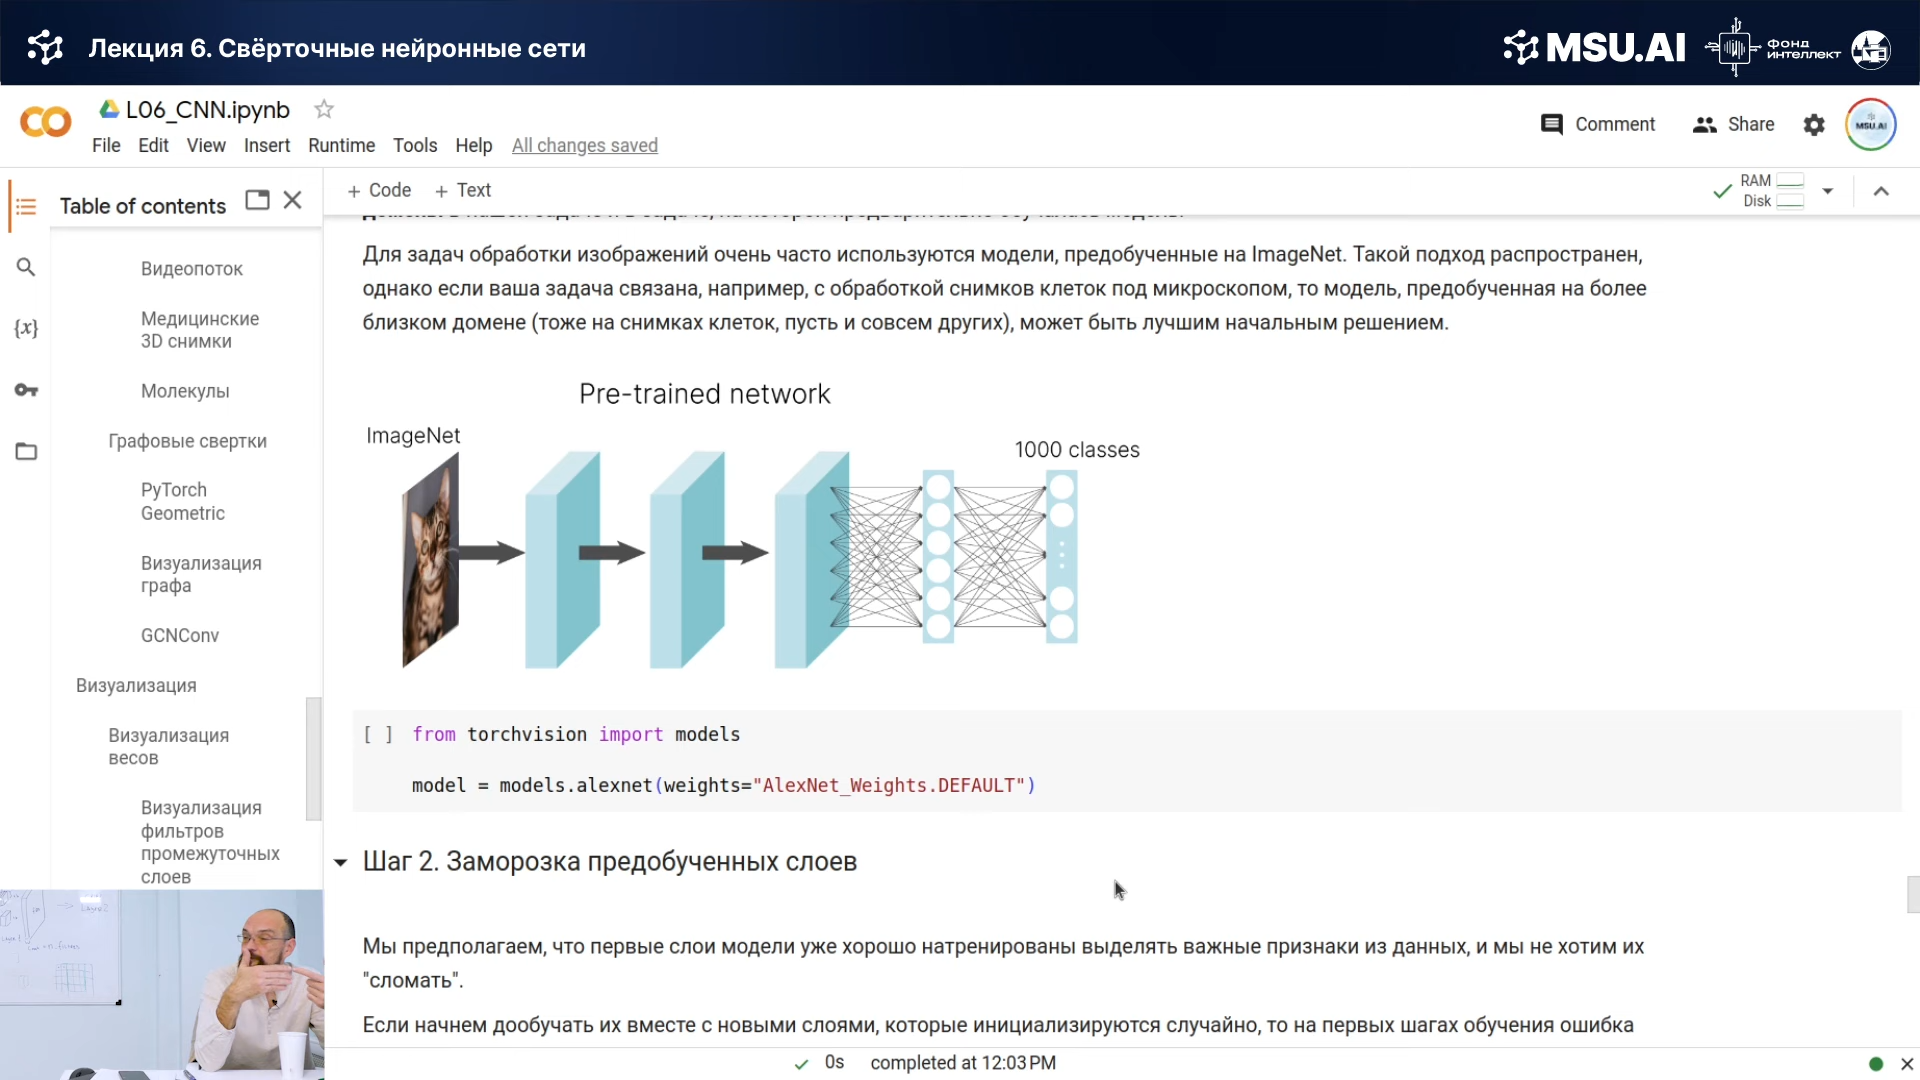 Лекция 6. Свёрточные нейронные сети
MSU.AI
ФОНД
ИНТЕЛЛЕКТ
L06_CNN.ipynb
File Edit View Insert Runtime Tools Help All changes saved
Comment
Share
MSU.AI
Table of contents
+ Code + Text
RAM
Disk
Видеопоток
Медицинские
3D снимки
Молекулы
Графовые свертки
PyTorch
Geometric
Визуализация
графа
GCNConv
Визуализация
Визуализация
весов
Визуализация
фильтров
промежуточных
слоев
Для задач обработки изображений очень часто используются модели, предобученные на ImageNet. Такой подход распространен,
однако если ваша задача связана, например, с обработкой снимков клеток под микроскопом, то модель, предобученная на более
близком домене (тоже на снимках клеток, пусть и совсем других), может быть лучшим начальным решением.
Pre-trained network
ImageNet
1000 classes
[ ] from torchvision import models
model = models.alexnet(weights="AlexNet_Weights.DEFAULT")
Шаг 2. Заморозка предобученных слоев
Мы предполагаем, что первые слои модели уже хорошо натренированы выделять важные признаки из данных, и мы не хотим их
"сломать".
Если начнем дообучать их вместе с новыми слоями, которые инициализируются случайно, то на первых шагах обучения ошибка
0s completed at 12:03 PM